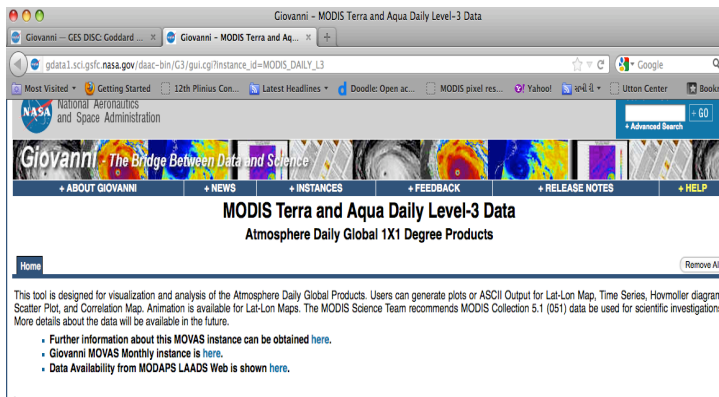 Giovanni - MODIS Terra and Aqua Daily Level-3 Data
Giovanni — GES DISC: Goddard ... × Giovanni - MODIS Terra and Aq... × +
gdata1.sci.gsfc.nasa.gov/daac-bin/G3/gui.cgi?instance_id=MODIS_DAILY_L3 Google
Most Visited Getting Started 12th Plinius Con... Latest Headlines Doodle: Open ac... MODIS pixel res... Yahoo! Utton Center Bookm
National Aeronautics
NASA and Space Administration
+ GO
+ Advanced Search
Giovanni - The Bridge Between Data and Science
+ ABOUT GIOVANNI + NEWS + INSTANCES + FEEDBACK + RELEASE NOTES + HELP
MODIS Terra and Aqua Daily Level-3 Data
Atmosphere Daily Global 1X1 Degree Products
Home Remove All
This tool is designed for visualization and analysis of the Atmosphere Daily Global Products. Users can generate plots or ASCII Output for Lat-Lon Map, Time Series, Hovmoller diagram
Scatter Plot, and Correlation Map. Animation is available for Lat-Lon Maps. The MODIS Science Team recommends MODIS Collection 5.1 (051) data be used for scientific investigations
More details about the data will be available in the future.
Further information about this MOVAS instance can be obtained here.
Giovanni MOVAS Monthly instance is here.
Data Availability from MODAPS LAADS Web is shown here.